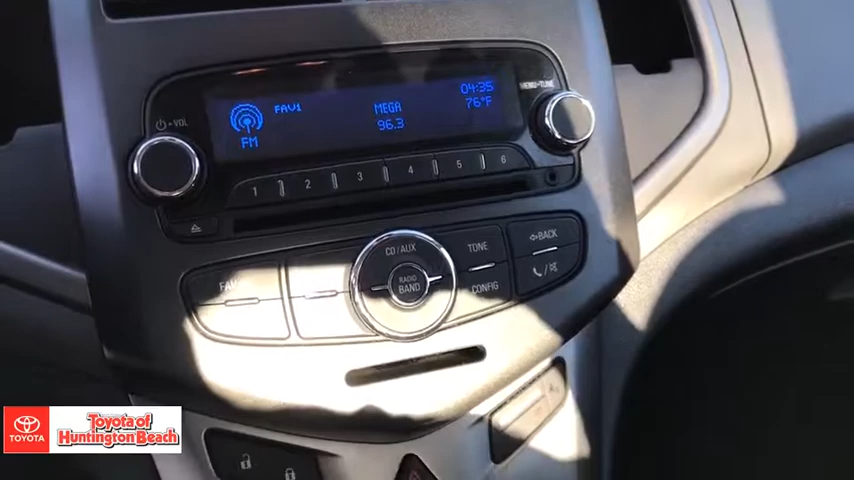 04:35
FAV1
MEGA
76°F
MENU-TUNE
96.3
FM
VOL
1 2 3 4 5 6
CD/AUX
TONE
BACK
RADIO
BAND
FAV
CONFIG
TOYOTA
Toyota of
Huntington Beach